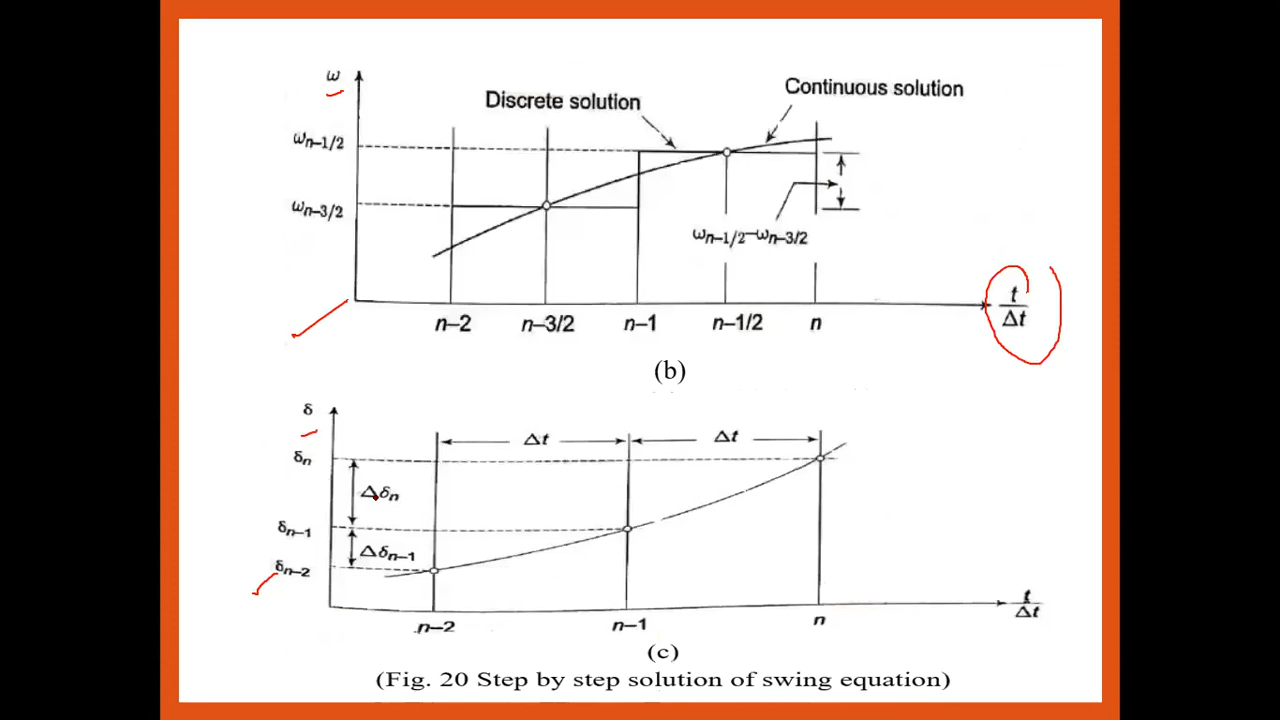 ω
Discrete solution
Continuous solution
ωn–1/2
ωn–3/2
ωn–1/2–ωn–3/2
t
Δt
n–2 n–3/2 n–1 n–1/2 n
(b)
δ
Δt Δt
δn
Δδn
δn–1
Δδn–1
δn–2
t
Δt
n–2 n–1 n
(c)
(Fig. 20 Step by step solution of swing equation)